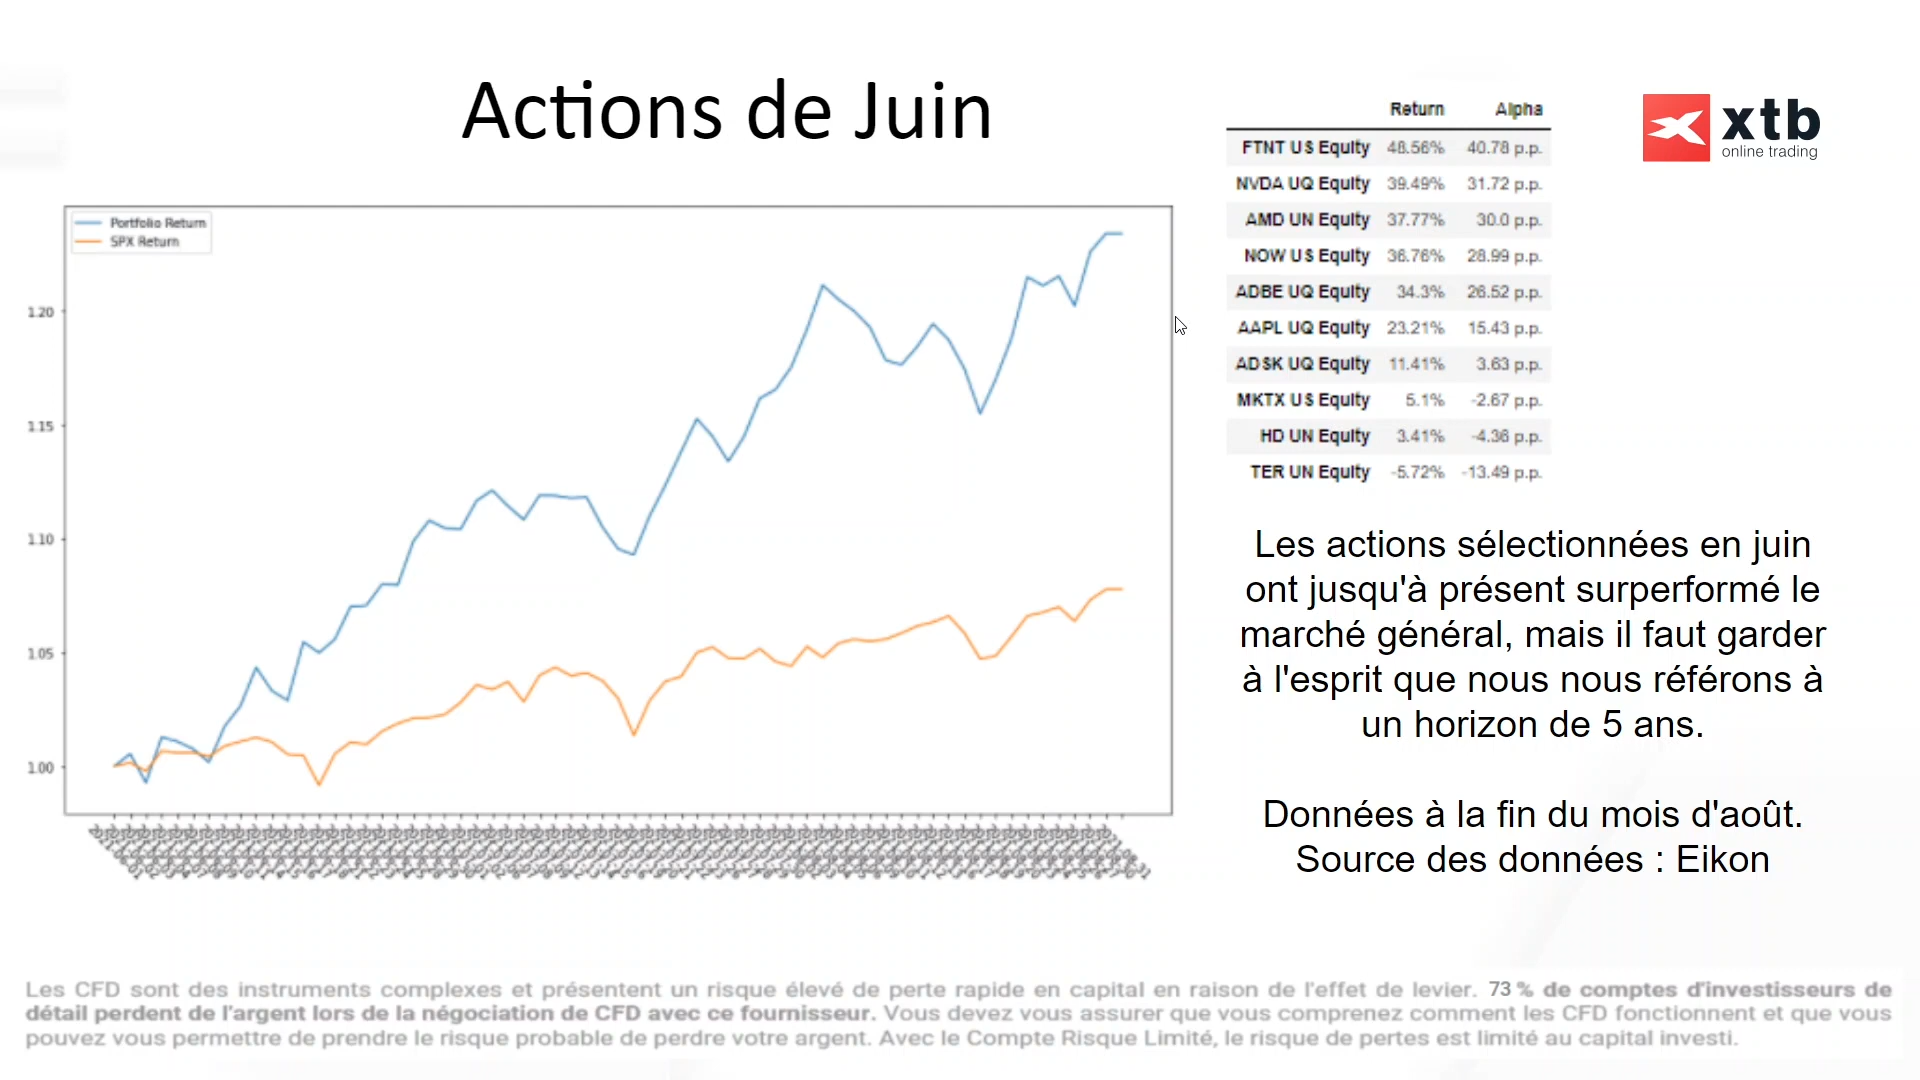 Actions de Juin
xtb
online trading
Return Alpha
FTNT US Equity 48.56% 40.78 p.p.
NVDA UQ Equity 39.49% 31.72 p.p.
AMD UN Equity 37.77% 30.0 p.p.
NOW US Equity 36.76% 28.99 p.p.
ADBE UQ Equity 34.3% 26.52 p.p.
AAPL UQ Equity 23.21% 15.43 p.p.
ADSK UQ Equity 11.41% 3.63 p.p.
MKTX US Equity 5.1% -2.67 p.p.
HD UN Equity 3.41% -4.36 p.p.
TER UN Equity -5.72% -13.49 p.p.
Portfolio Return
SPX Return
1.20
1.15
1.10
1.05
1.00
Les actions sélectionnées en juin
ont jusqu'à présent surperformé le
marché général, mais il faut garder
à l'esprit que nous nous référons à
un horizon de 5 ans.
Données à la fin du mois d'août.
Source des données : Eikon
Les CFD sont des instruments complexes et présentent un risque élevé de perte rapide en capital en raison de l'effet de levier. 73 % de comptes d'investisseurs de
détail perdent de l'argent lors de la négociation de CFD avec ce fournisseur. Vous devez vous assurer que vous comprenez comment les CFD fonctionnent et que vous
pouvez vous permettre de prendre le risque probable de perdre votre argent. Avec le Compte Risque Limité, le risque de pertes est limité au capital investi.